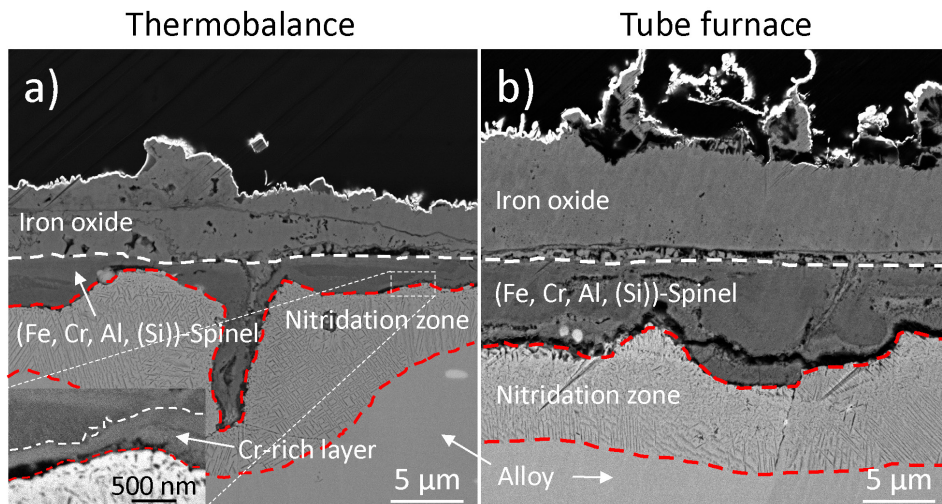 Thermobalance
Tube furnace
a)
Iron oxide
(Fe, Cr, Al, (Si))-Spinel
Nitridation zone
Cr-rich layer
500 nm
5 µm
b)
Iron oxide
(Fe, Cr, Al, (Si))-Spinel
Nitridation zone
Alloy
5 µm